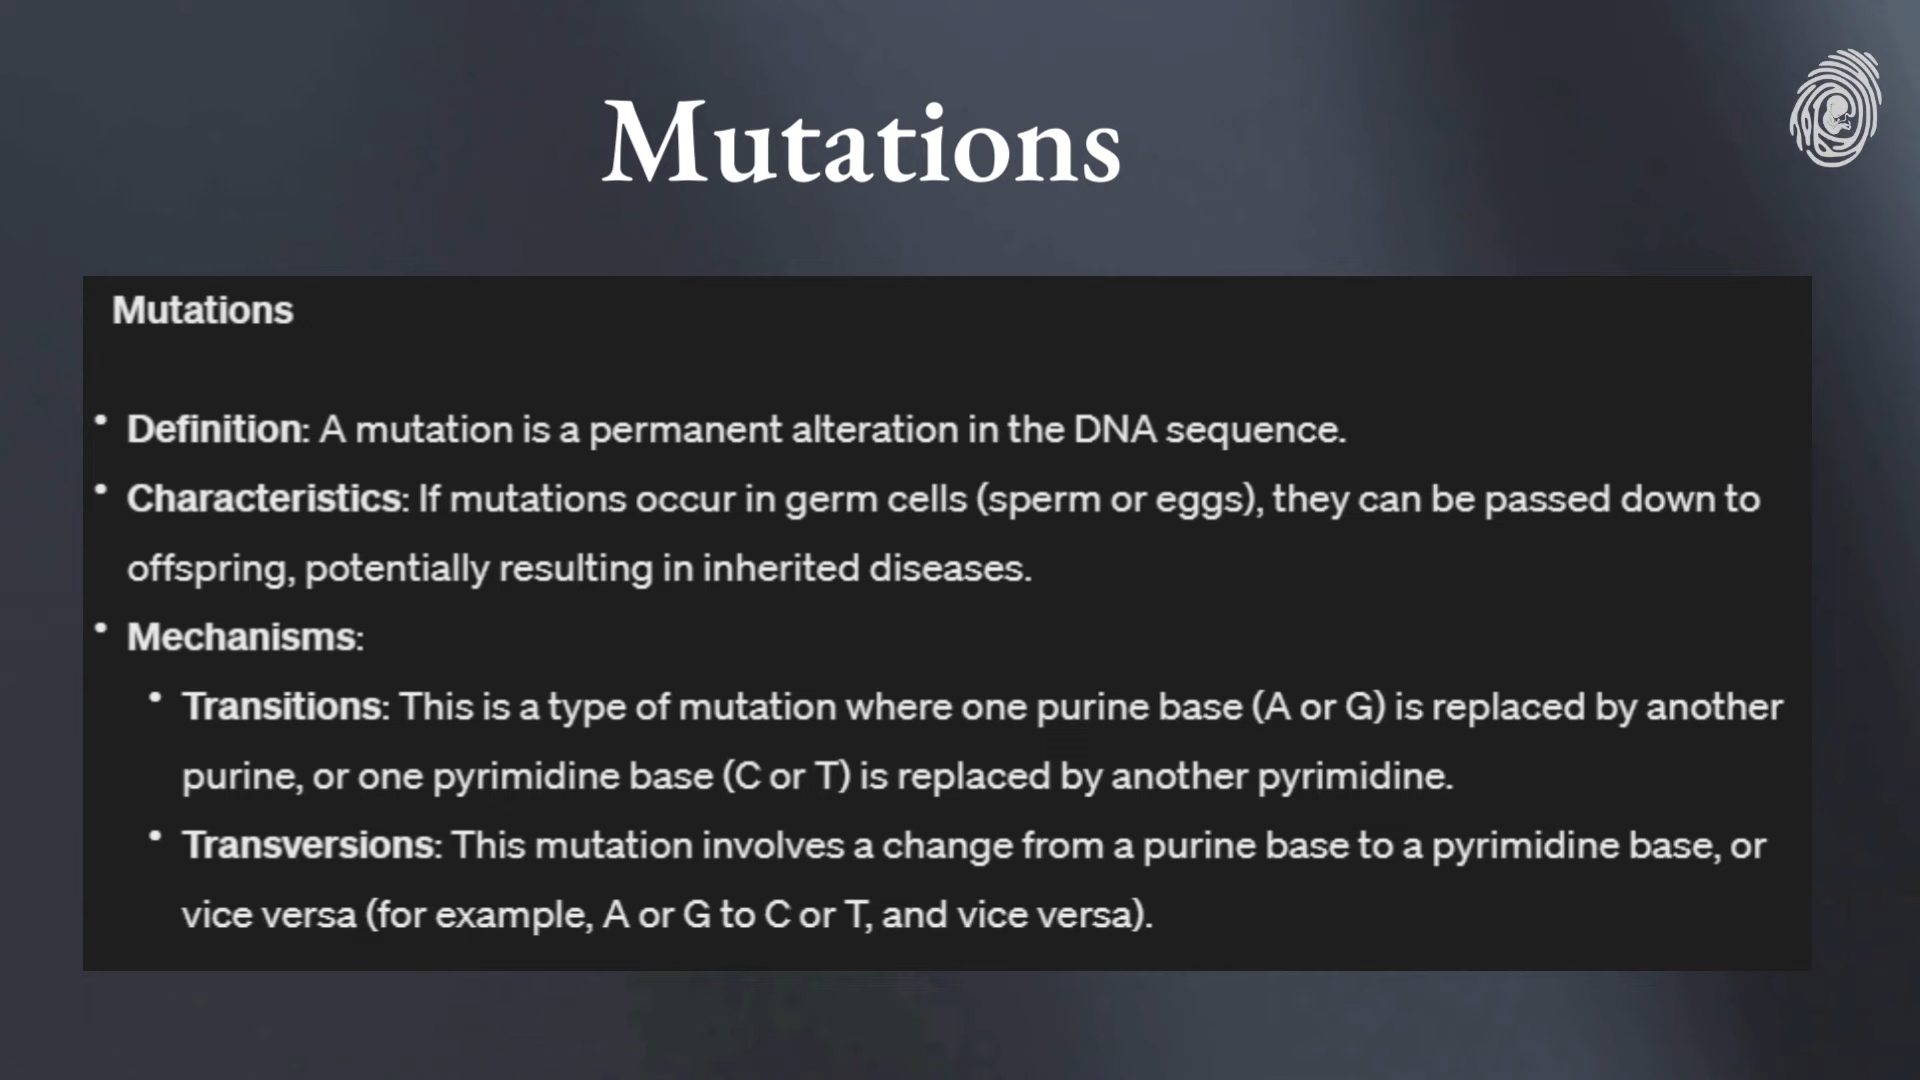 Mutations
Mutations
• Definition: A mutation is a permanent alteration in the DNA sequence.
• Characteristics: If mutations occur in germ cells (sperm or eggs), they can be passed down to
offspring, potentially resulting in inherited diseases.
• Mechanisms:
• Transitions: This is a type of mutation where one purine base (A or G) is replaced by another
purine, or one pyrimidine base (C or T) is replaced by another pyrimidine.
• Transversions: This mutation involves a change from a purine base to a pyrimidine base, or
vice versa (for example, A or G to C or T, and vice versa).